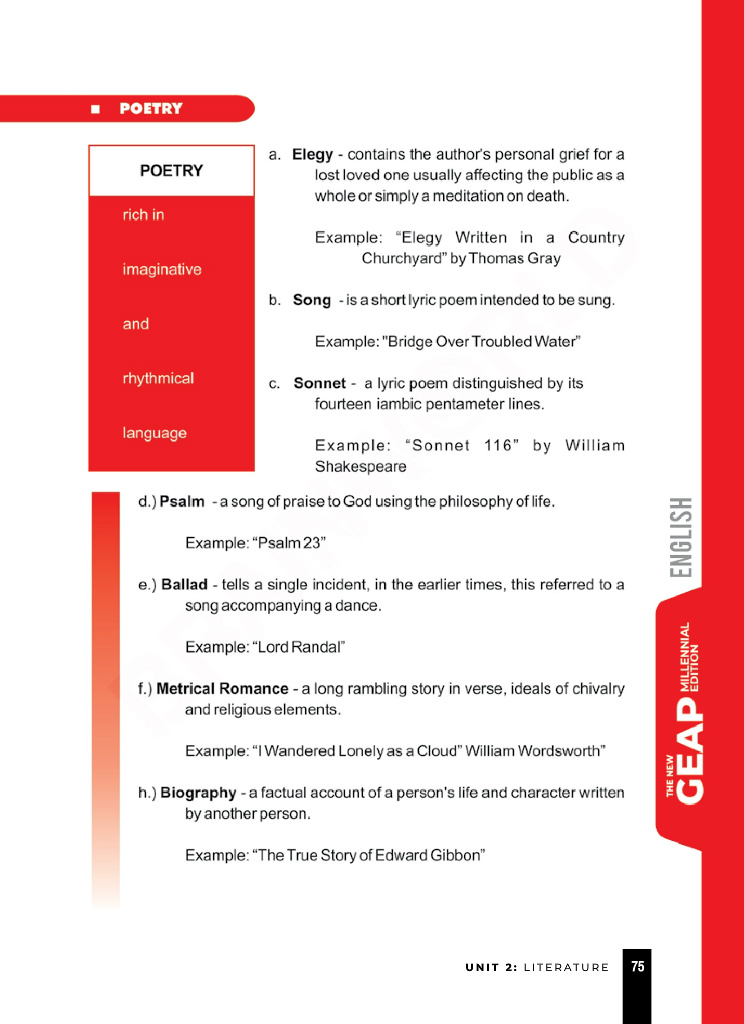 ■ POETRY
POETRY
rich in
imaginative
and
rhythmical
language
a. Elegy - contains the author's personal grief for a
lost loved one usually affecting the public as a
whole or simply a meditation on death.
Example: “Elegy Written in a Country
Churchyard” by Thomas Gray
b. Song - is a short lyric poem intended to be sung.
Example: "Bridge Over Troubled Water”
c. Sonnet - a lyric poem distinguished by its
fourteen iambic pentameter lines.
Example: “Sonnet 116” by William
Shakespeare
d.) Psalm - a song of praise to God using the philosophy of life.
Example: “Psalm 23”
e.) Ballad - tells a single incident, in the earlier times, this referred to a
song accompanying a dance.
Example: “Lord Randal”
f.) Metrical Romance - a long rambling story in verse, ideals of chivalry
and religious elements.
Example: “I Wandered Lonely as a Cloud” William Wordsworth”
h.) Biography - a factual account of a person's life and character written
by another person.
Example: “The True Story of Edward Gibbon”
ENGLISH
THE NEW
GEAP
MILLENNIAL
EDITION
UNIT 2: LITERATURE 75